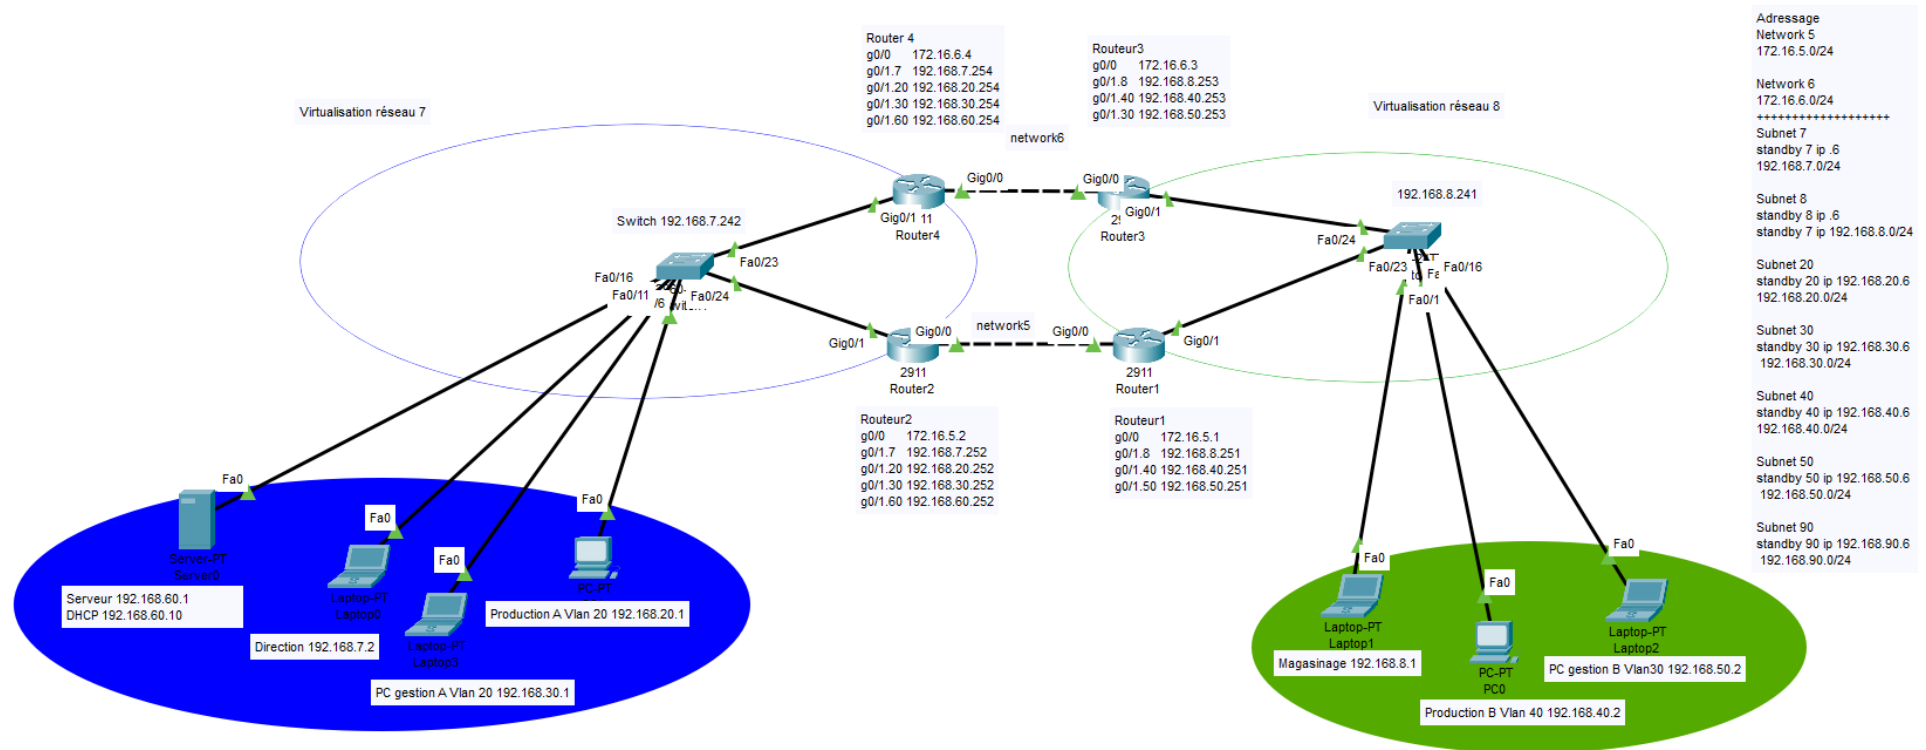 Router 4
g0/0 172.16.6.4
g0/1.7 192.168.7.254
g0/1.20 192.168.20.254
g0/1.30 192.168.30.254
g0/1.60 192.168.60.254
Routeur3
g0/0 172.16.6.3
g0/1.8 192.168.8.253
g0/1.40 192.168.40.253
g0/1.30 192.168.50.253
Adressage
Network 5
172.16.5.0/24
Network 6
172.16.6.0/24
+++++++++++++++++++
Subnet 7
standby 7 ip .6
192.168.7.0/24
Subnet 8
standby 8 ip .6
standby 7 ip 192.168.8.0/24
Subnet 20
standby 20 ip 192.168.20.6
192.168.20.0/24
Subnet 30
standby 30 ip 192.168.30.6
192.168.30.0/24
Subnet 40
standby 40 ip 192.168.40.6
192.168.40.0/24
Subnet 50
standby 50 ip 192.168.50.6
192.168.50.0/24
Subnet 90
standby 90 ip 192.168.90.6
192.168.90.0/24
Virtualisation réseau 7
Virtualisation réseau 8
network6
Gig0/0
Gig0/0
Gig0/1
11
Router4
Gig0/1
Router3
192.168.8.241
Switch 192.168.7.242
Fa0/23
Fa0/16
Fa0/11
/6
Fa0/24
Fa0/24
Fa0/23
Fa
Fa0/16
Fa0/1
Gig0/1
Gig0/0
network5
Gig0/0
Gig0/1
2911
Router2
2911
Router1
Routeur2
g0/0 172.16.5.2
g0/1.7 192.168.7.252
g0/1.20 192.168.20.252
g0/1.30 192.168.30.252
g0/1.60 192.168.60.252
Routeur1
g0/0 172.16.5.1
g0/1.8 192.168.8.251
g0/1.40 192.168.40.251
g0/1.50 192.168.50.251
Fa0
Server-PT
Server0
Serveur 192.168.60.1
DHCP 192.168.60.10
Fa0
Laptop-PT
Laptop0
Direction 192.168.7.2
Fa0
Laptop-PT
Laptop3
PC gestion A Vlan 20 192.168.30.1
Fa0
PC-PT
Production A Vlan 20 192.168.20.1
Fa0
Laptop-PT
Laptop1
Magasinage 192.168.8.1
Fa0
PC-PT
PC0
Production B Vlan 40 192.168.40.2
Fa0
Laptop-PT
Laptop2
PC gestion B Vlan30 192.168.50.2